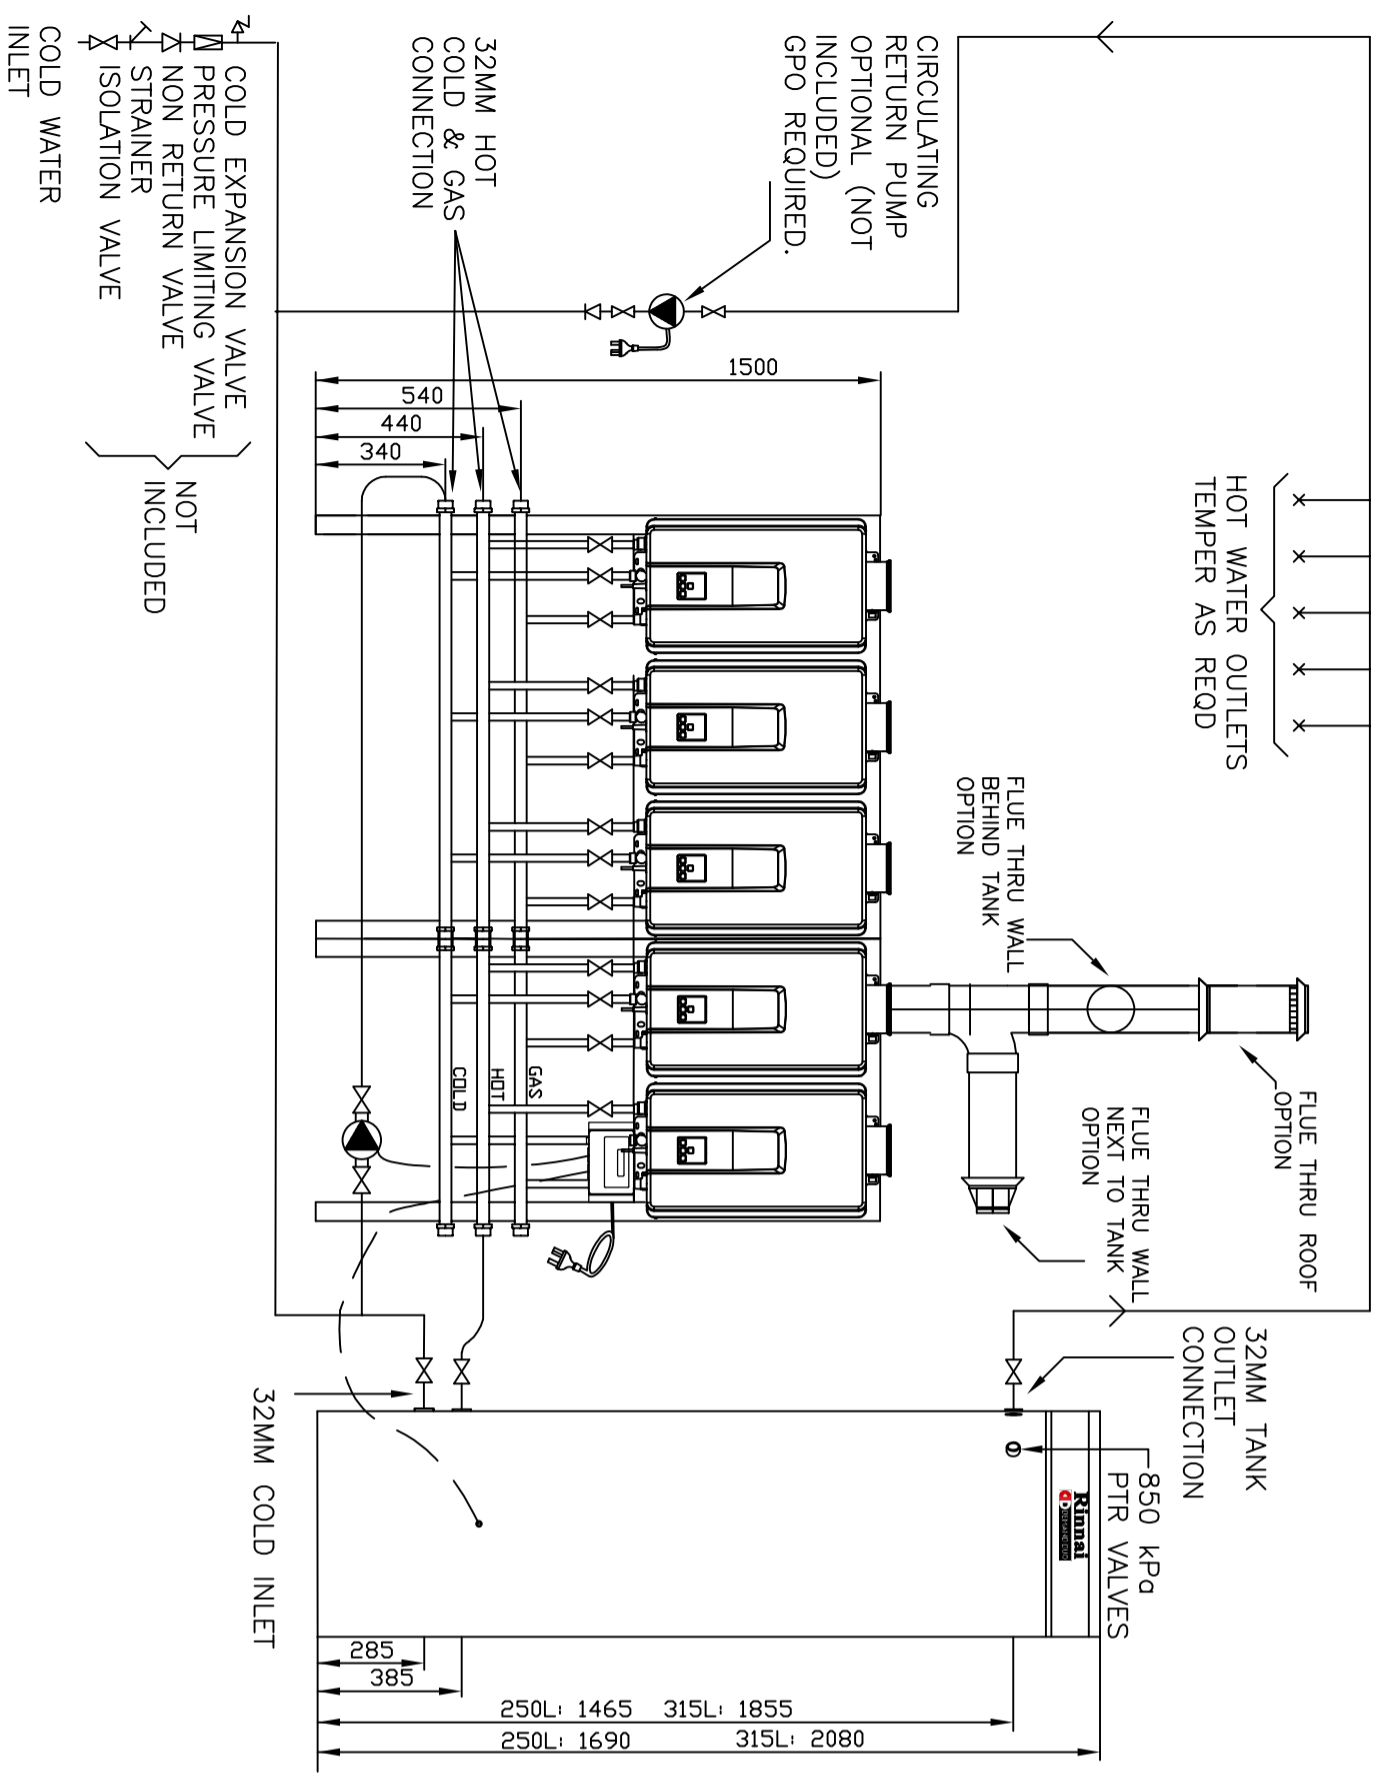 CIRCULATING
RETURN PUMP
OPTIONAL (NOT
INCLUDED)
GPO REQUIRED.
HOT WATER OUTLETS
TEMPER AS REQD
FLUE THRU ROOF
OPTION
FLUE THRU WALL
BEHIND TANK
OPTION
FLUE THRU WALL
NEXT TO TANK
OPTION
32MM TANK
OUTLET
CONNECTION
850 kPa
PTR VALVES
Rinnai
DEMANDDUO
32MM HOT
COLD & GAS
CONNECTION
1500
540
440
340
GAS
HOT
COLD
COLD EXPANSION VALVE
PRESSURE LIMITING VALVE
NON RETURN VALVE
STRAINER
ISOLATION VALVE
NOT
INCLUDED
COLD WATER
INLET
32MM COLD INLET
285
385
250L: 1465 315L: 1855
250L: 1690 315L: 2080